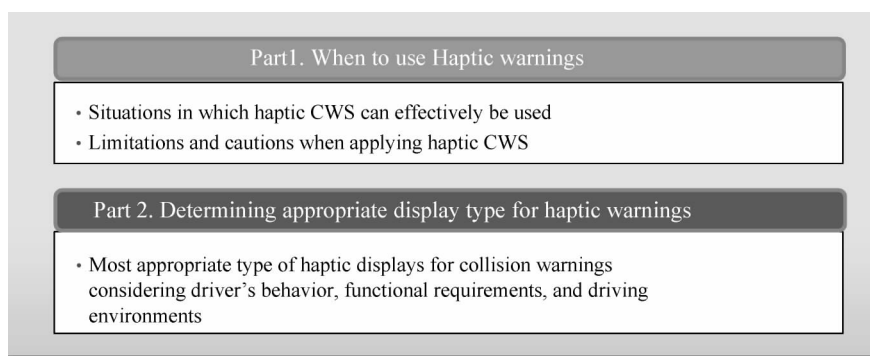 Part1. When to use Haptic warnings
• Situations in which haptic CWS can effectively be used
• Limitations and cautions when applying haptic CWS
Part 2. Determining appropriate display type for haptic warnings
• Most appropriate type of haptic displays for collision warnings
considering driver's behavior, functional requirements, and driving
environments